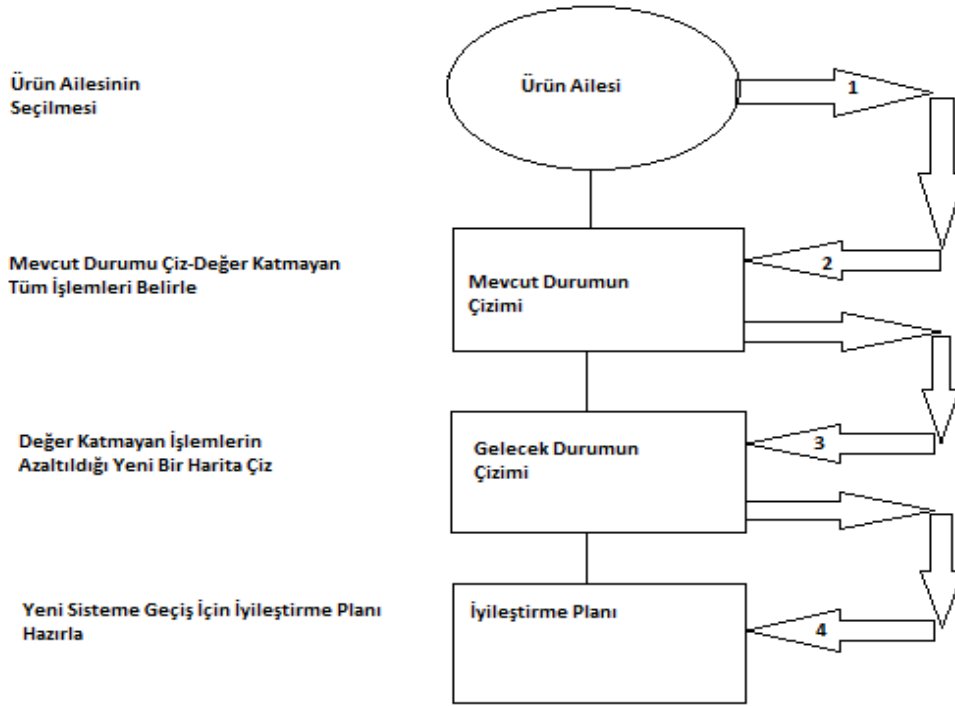 Ürün Ailesinin
Seçilmesi
Ürün Ailesi
1
Mevcut Durumu Çiz-Değer Katmayan
Tüm İşlemleri Belirle
Mevcut Durumun
Çizimi
2
Değer Katmayan İşlemlerin
Azaltıldığı Yeni Bir Harita Çiz
Gelecek Durumun
Çizimi
3
Yeni Sisteme Geçiş İçin İyileştirme Planı
Hazırla
İyileştirme Planı
4